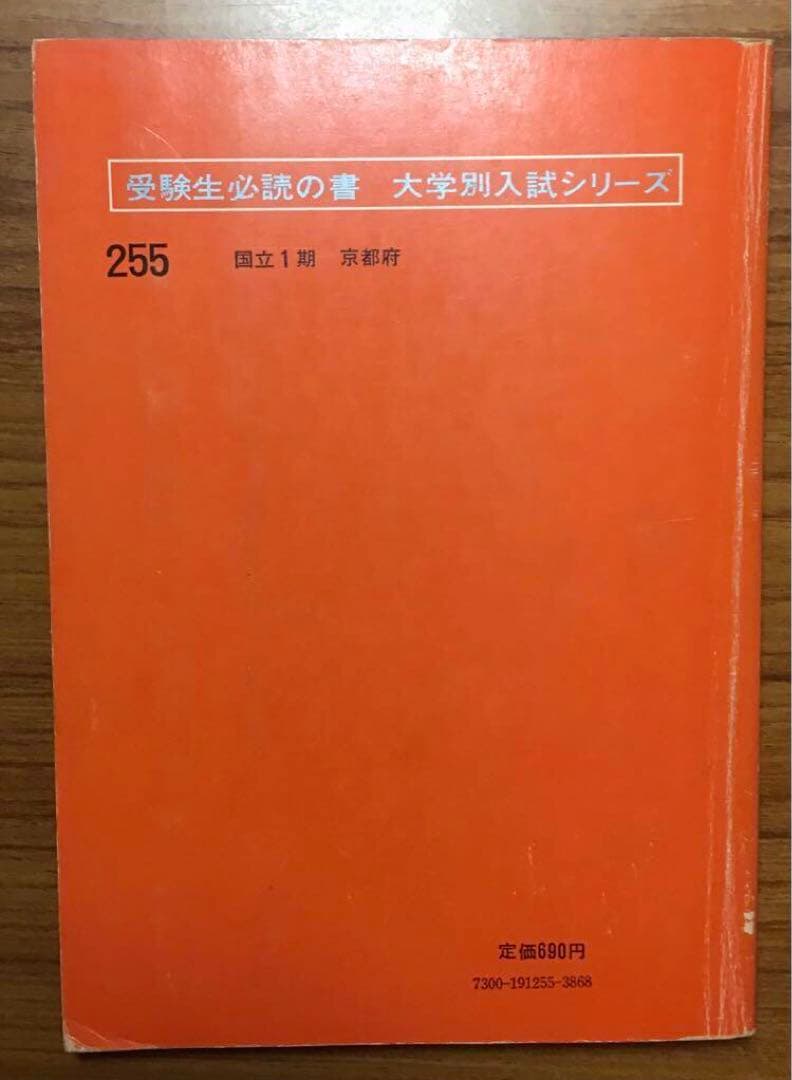 受験生必読の書　大学別入試シリーズ
255　国立1期　京都府
定価690円
7300-191255-3868